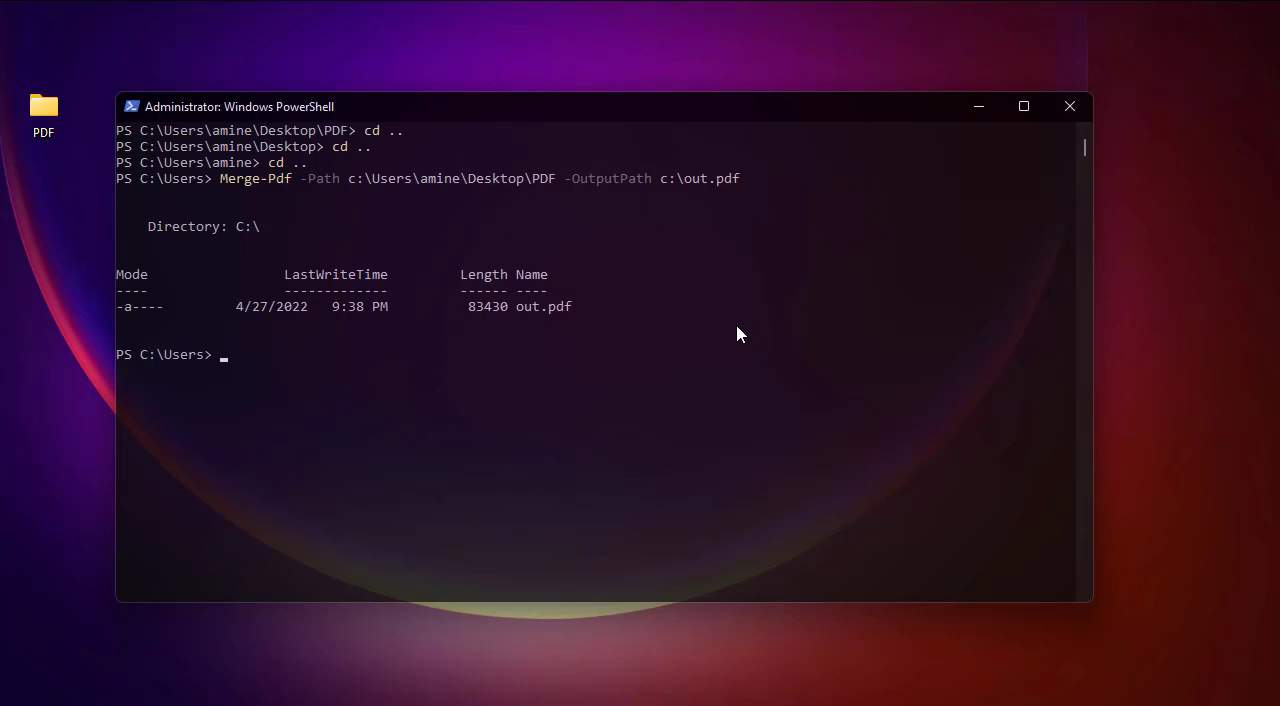 PDF
Administrator: Windows PowerShell
PS C:\Users\amine\Desktop\PDF> cd ..
PS C:\Users\amine\Desktop> cd ..
PS C:\Users\amine> cd ..
PS C:\Users> Merge-Pdf -Path c:\Users\amine\Desktop\PDF -OutputPath c:\out.pdf
Directory: C:\
Mode LastWriteTime Length Name
---- ------------- ------ ----
-a---- 4/27/2022 9:38 PM 83430 out.pdf
PS C:\Users>